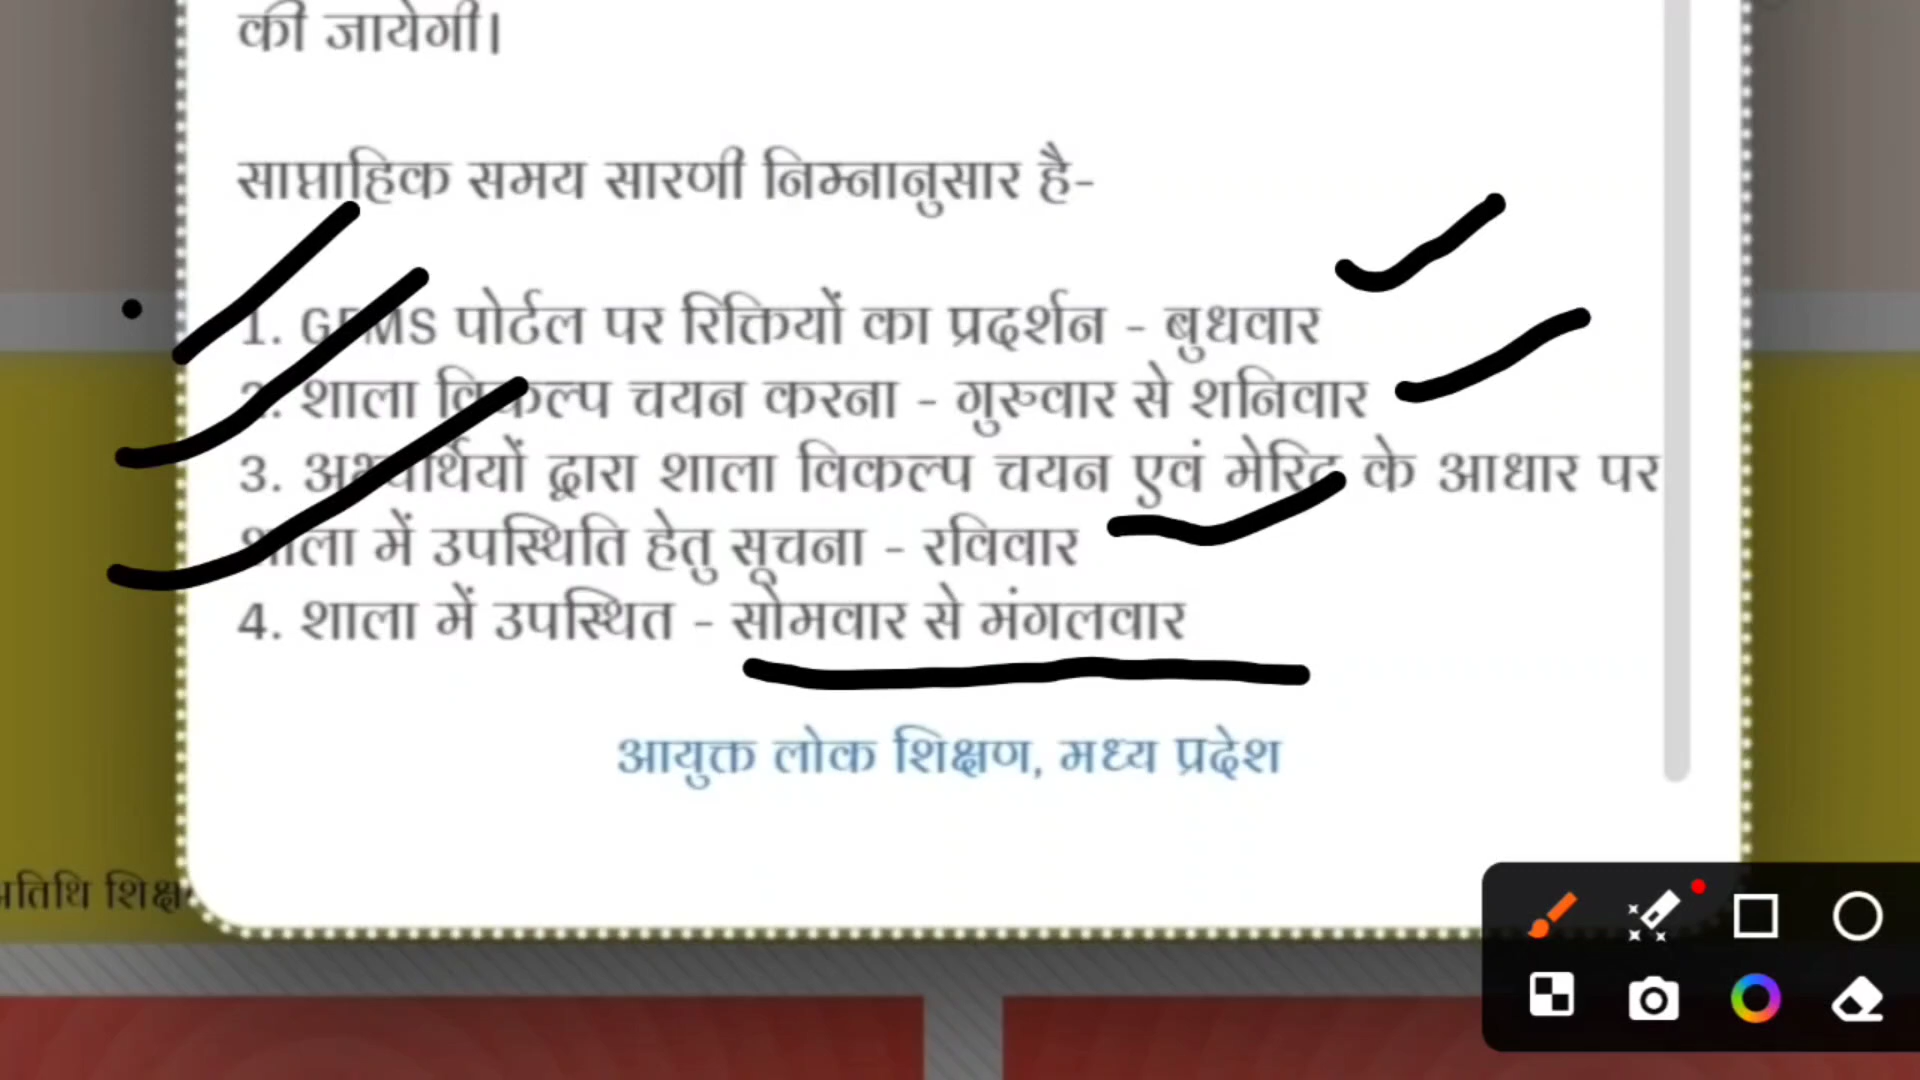 की जायेगी।
साप्ताहिक समय सारणी निम्नानुसार है-
1. GFMS पोर्टल पर रिक्तियों का प्रदर्शन - बुधवार
2. शाला विकल्प चयन करना - गुरुवार से शनिवार
3. अभ्यर्थियों द्वारा शाला विकल्प चयन एवं मेरिट के आधार पर
शाला में उपस्थिति हेतु सूचना - रविवार
4. शाला में उपस्थित - सोमवार से मंगलवार
आयुक्त लोक शिक्षण, मध्य प्रदेश
अतिथि